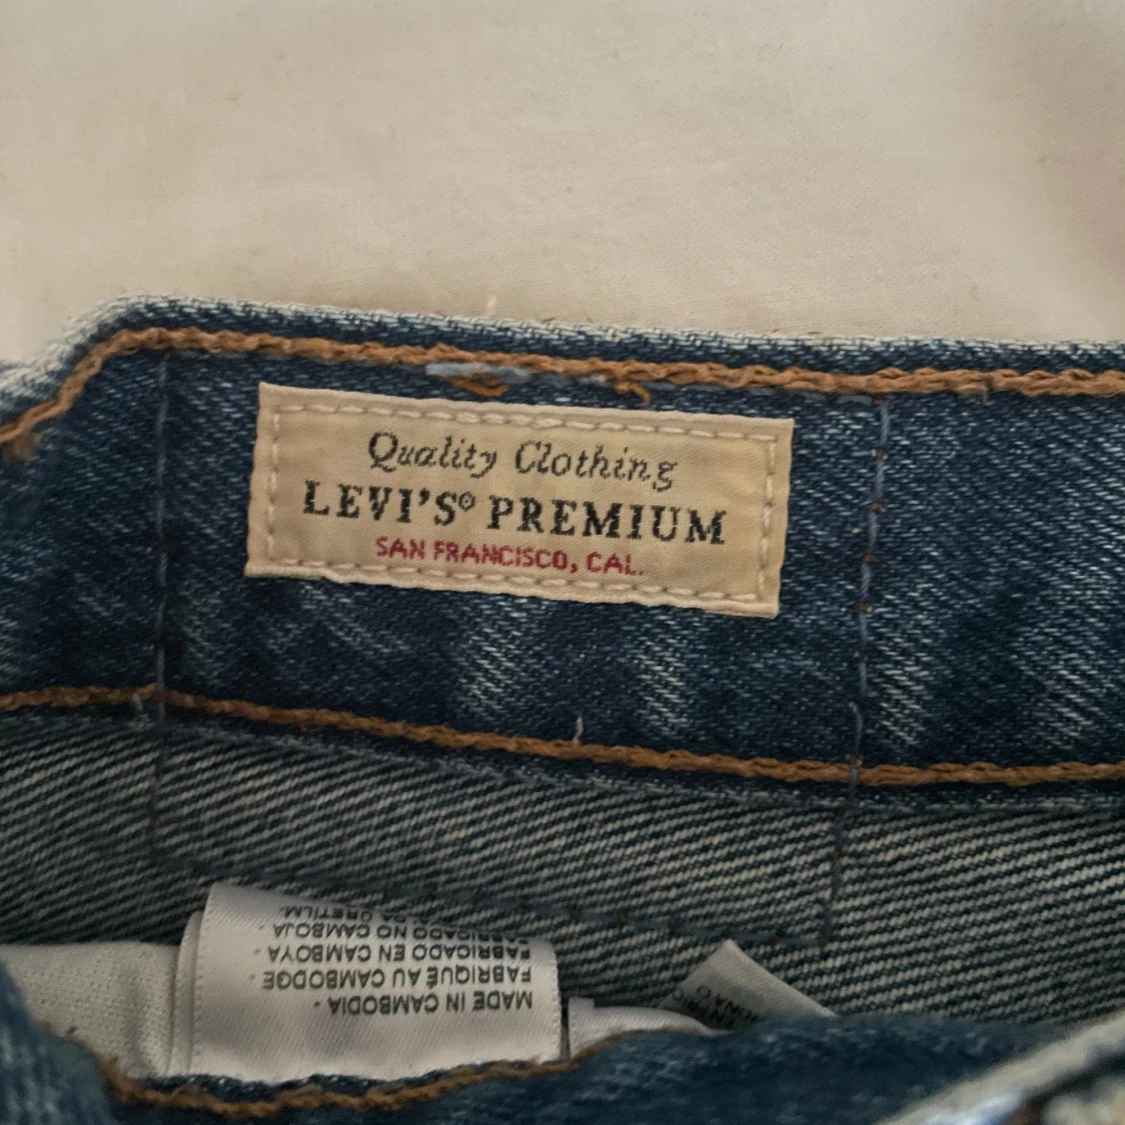 Quality Clothing
LEVI'S® PREMIUM
SAN FRANCISCO, CAL.
MADE IN CAMBODIA -
FABRIQUÉ AU CAMBODGE -
FABRICADO EN CAMBOYA -
FABRICADO NO CAMBOJA -